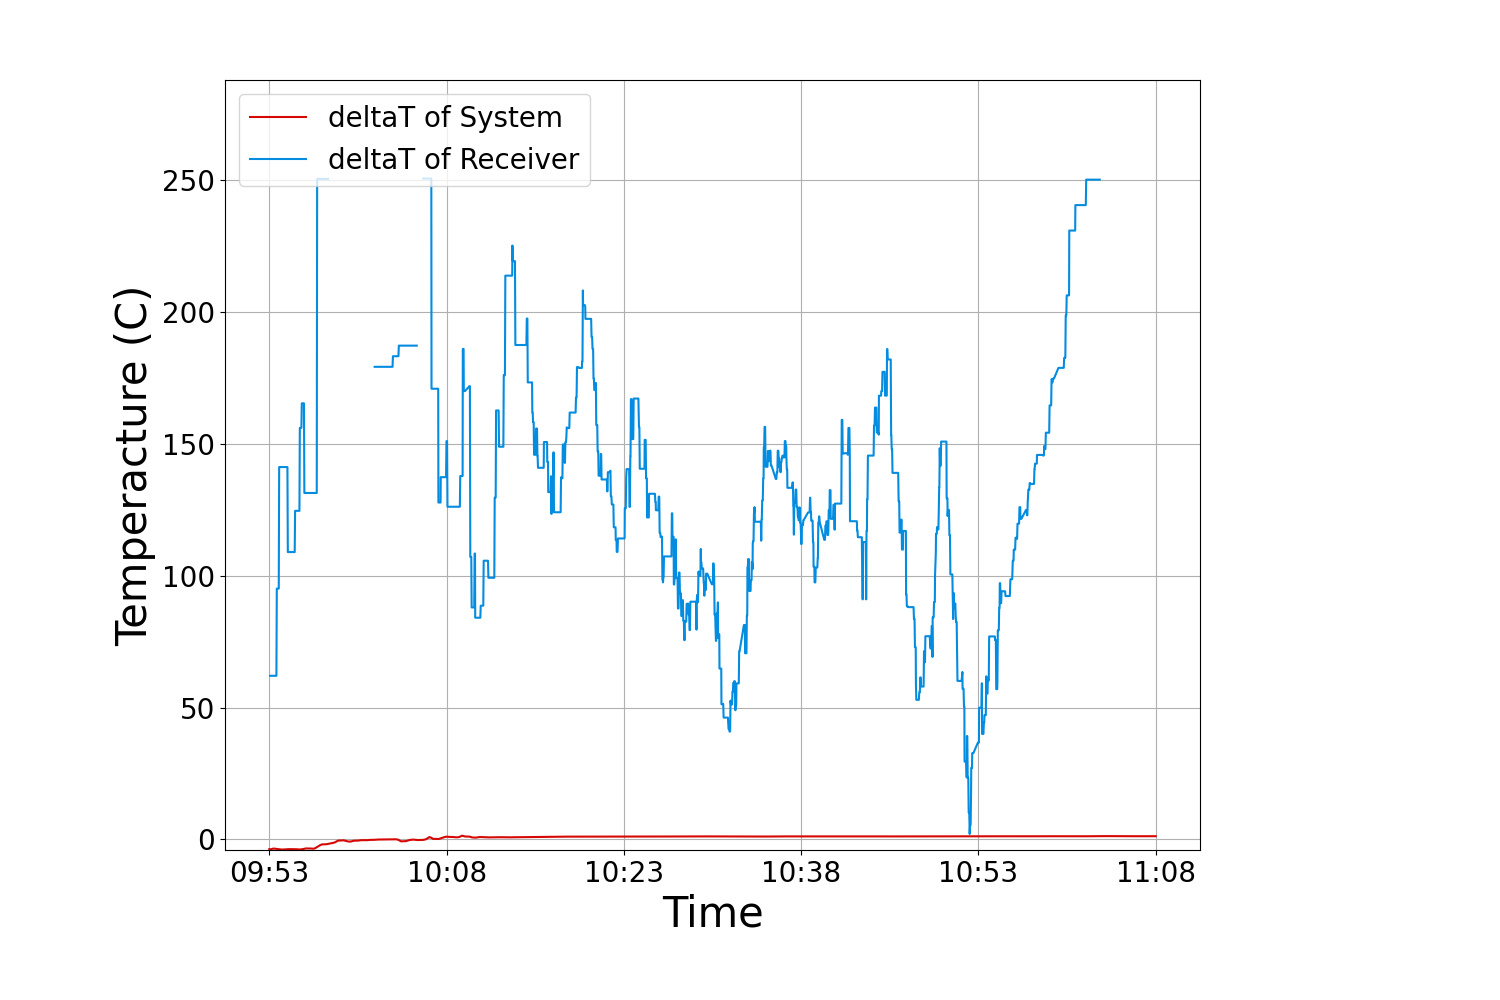 deltaT of System
deltaT of Receiver
250
200
150
100
50
0
Temperacture (C)
09:53 10:08 10:23 10:38 10:53 11:08
Time